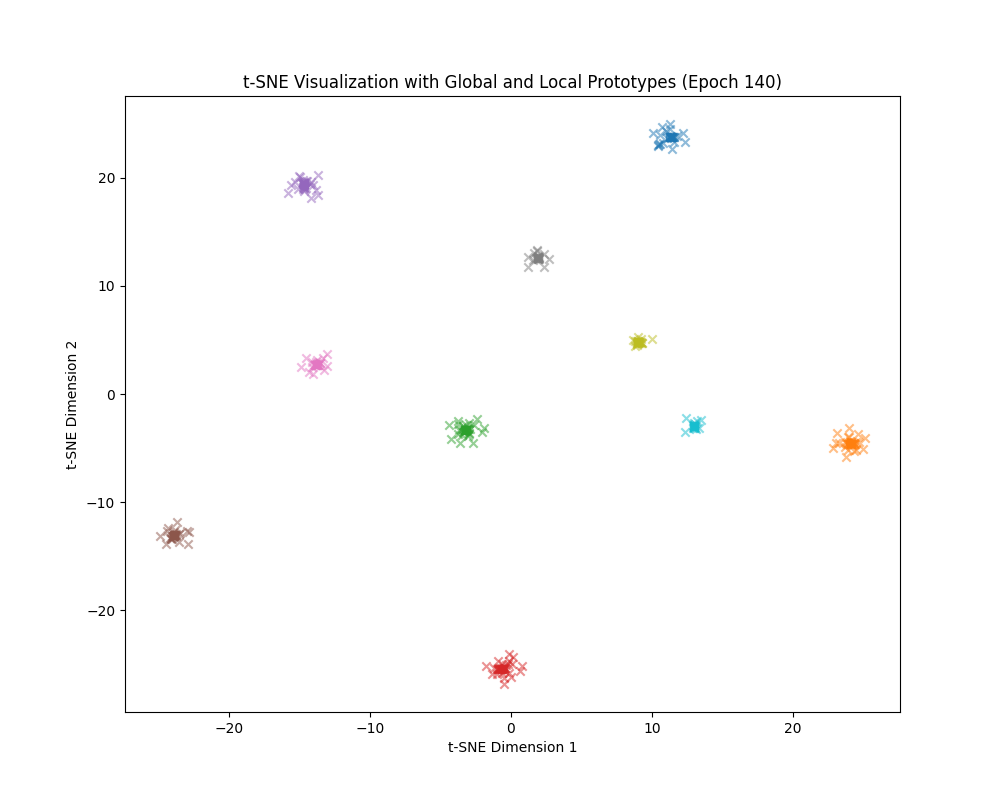 t-SNE Visualization with Global and Local Prototypes (Epoch 140)
20
10
0
−10
−20
t-SNE Dimension 2
−20 −10 0 10 20
t-SNE Dimension 1